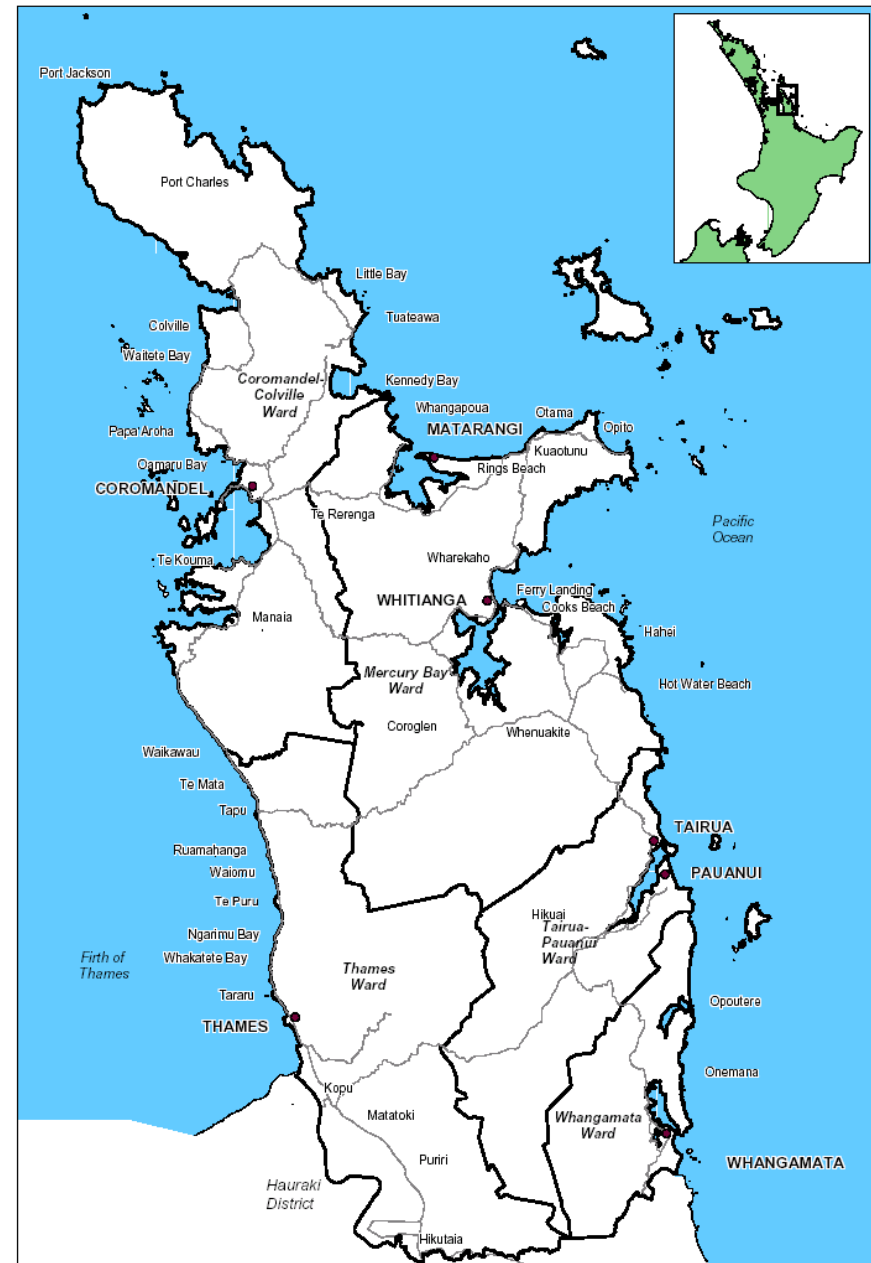 Port Jackson
Port Charles
Little Bay
Tuateawa
Colville
Waitete Bay
Coromandel-
Colville
Ward
Kennedy Bay
Whangapoua
Otama
Opito
Papa Aroha
MATARANGI
Kuaotunu
Oamaru Bay
Rings Beach
COROMANDEL
Te Rerenga
Pacific
Ocean
Te Kouma
Wharekaho
Ferry Landing
WHITIANGA
Cooks Beach
Manaia
Hahei
Mercury Bay
Ward
Hot Water Beach
Coroglen
Whenuakite
Waikawau
Te Mata
Tapu
TAIRUA
Ruamahanga
Waiomu
PAUANUI
Te Puru
Hikuai
Tairua-
Pauanui
Ward
Ngarimu Bay
Whakatete Bay
Firth of
Thames
Thames
Ward
Tararu
Opoutere
THAMES
Onemana
Kopu
Matatoki
Whangamata
Ward
Puriri
WHANGAMATA
Hauraki
District
Hikutaia